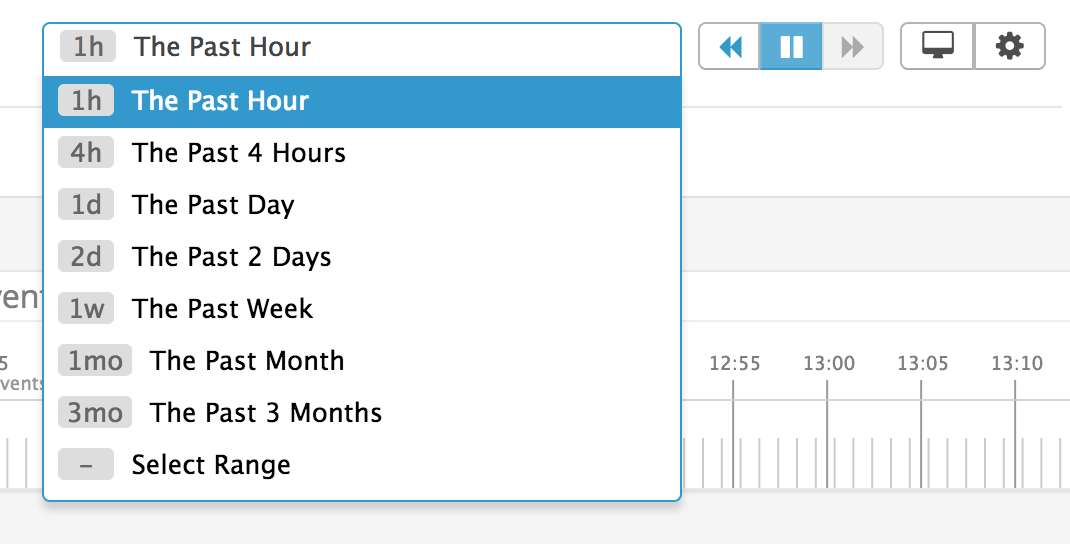 1h The Past Hour
1h The Past Hour
4h The Past 4 Hours
1d The Past Day
2d The Past 2 Days
1w The Past Week
1mo The Past Month
3mo The Past 3 Months
– Select Range
5 12:55 13:00 13:05 13:10